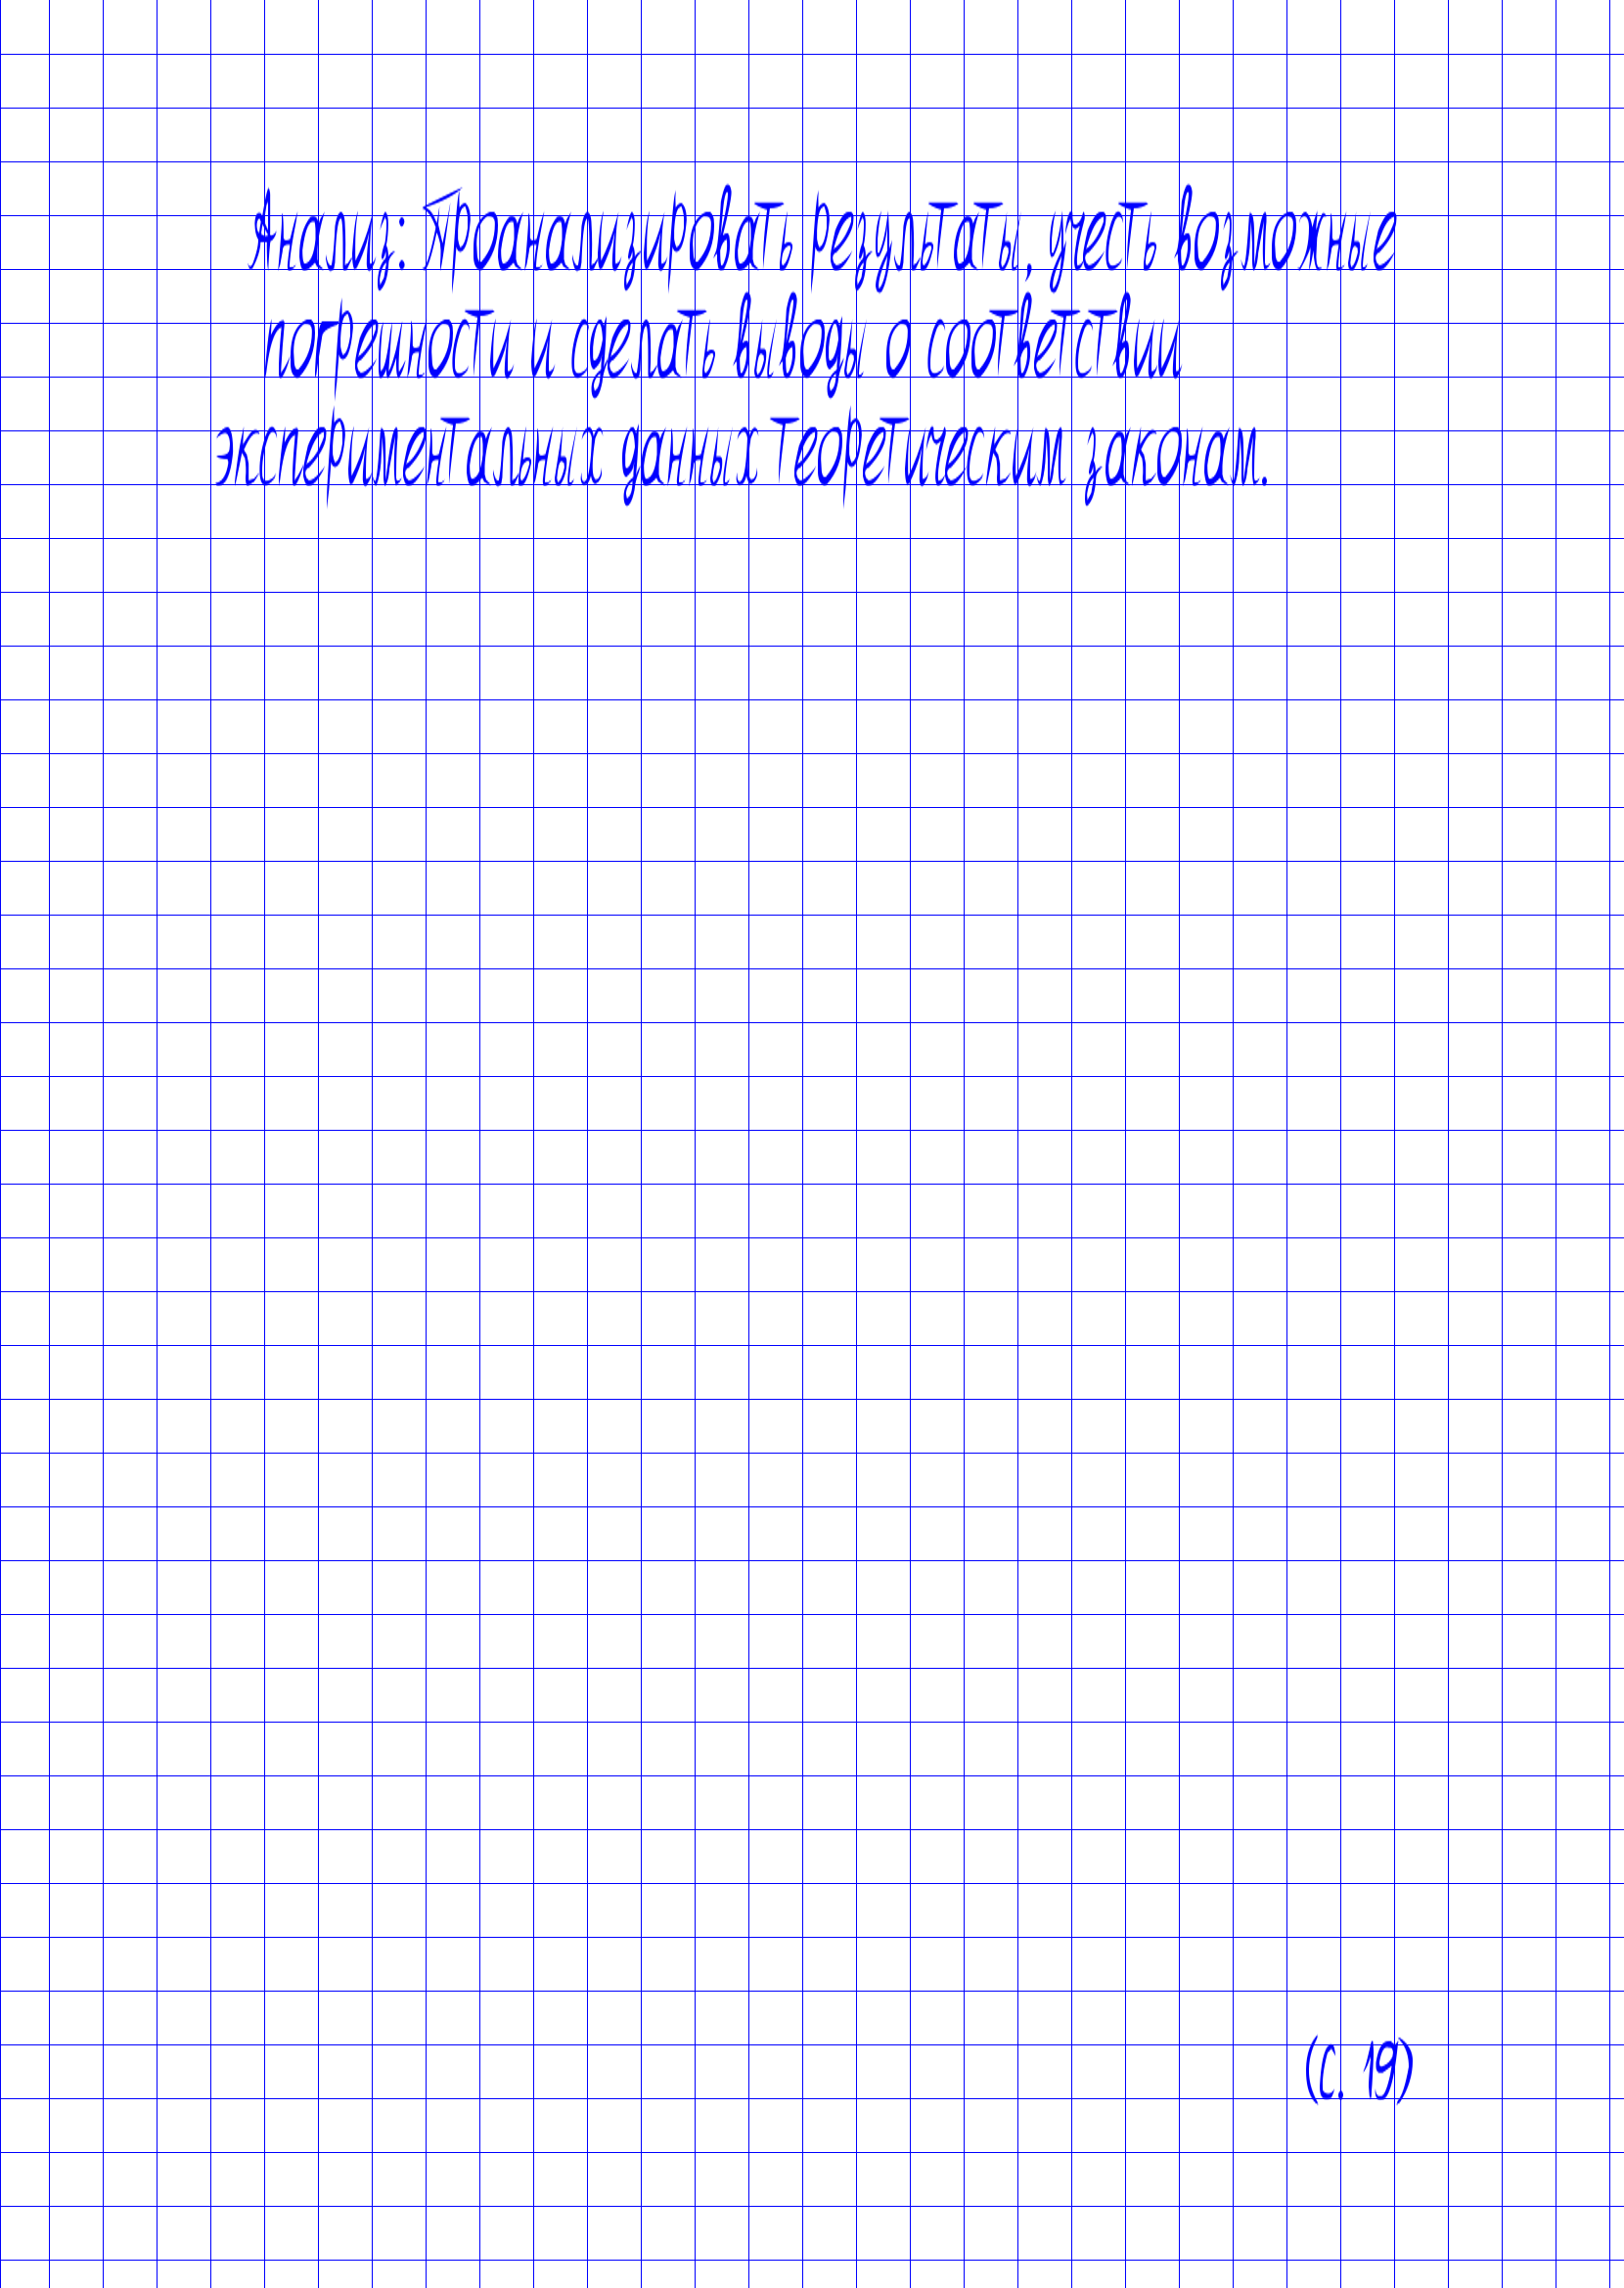 Анализ: Проанализировать результаты, учесть возможные
погрешности и сделать выводы о соответствии
экспериментальных данных теоретическим законам.
(с. 19)